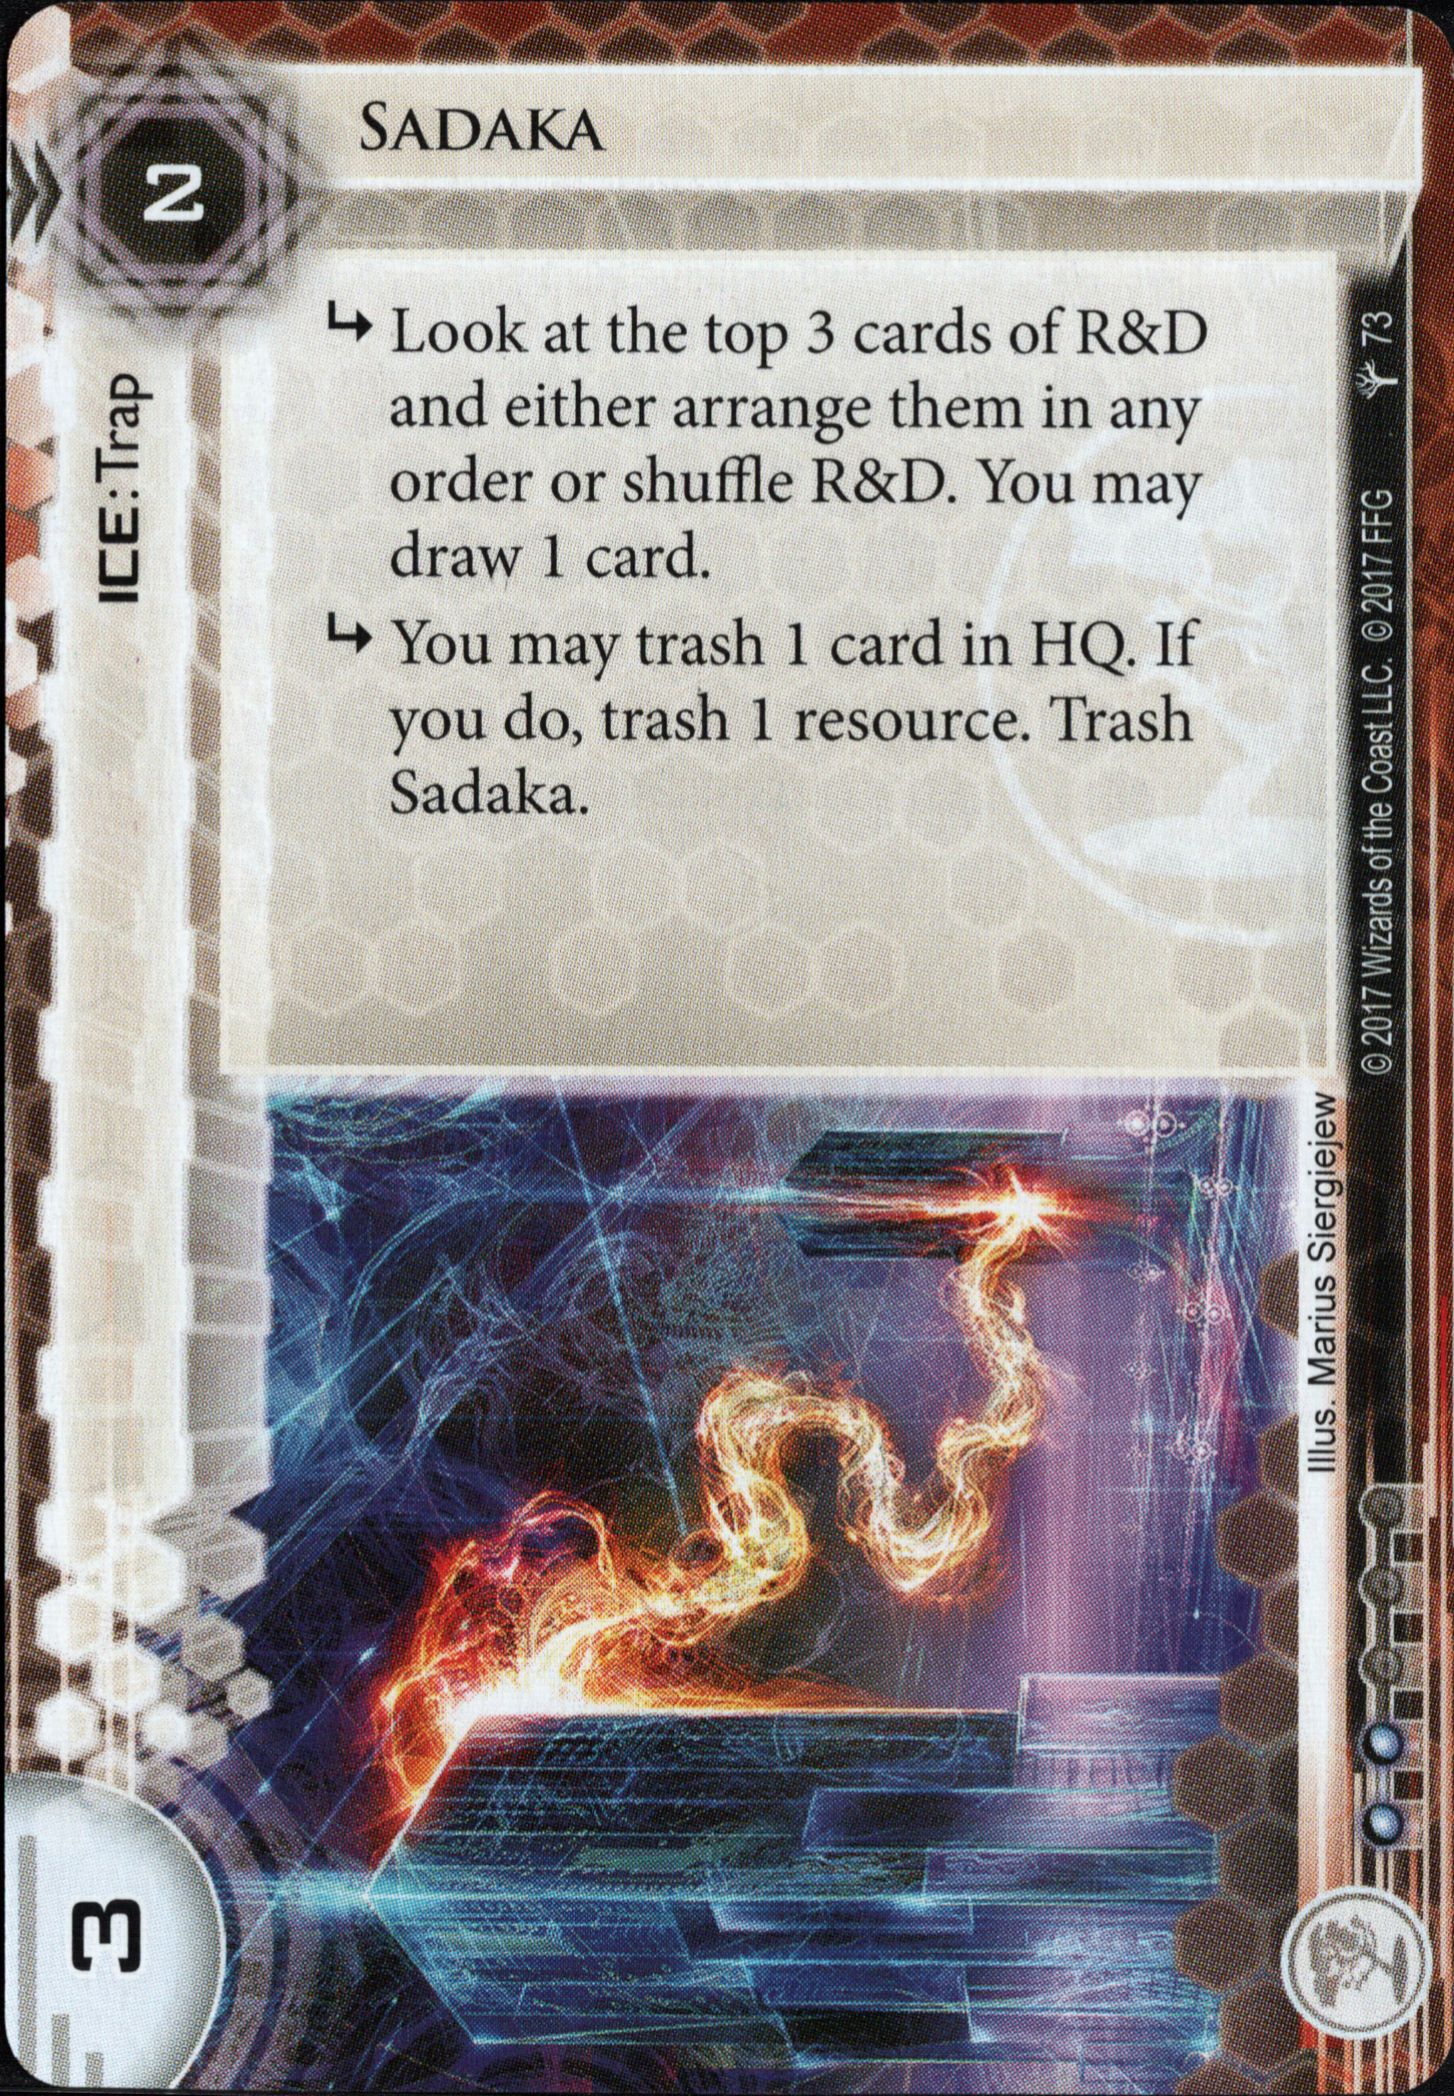 2
SADAKA
ICE: Trap
↳ Look at the top 3 cards of R&D
and either arrange them in any
order or shuffle R&D. You may
draw 1 card.
↳ You may trash 1 card in HQ. If
you do, trash 1 resource. Trash
Sadaka.
3
Illus. Marius Siergiejew
© 2017 Wizards of the Coast LLC. © 2017 FFG 73